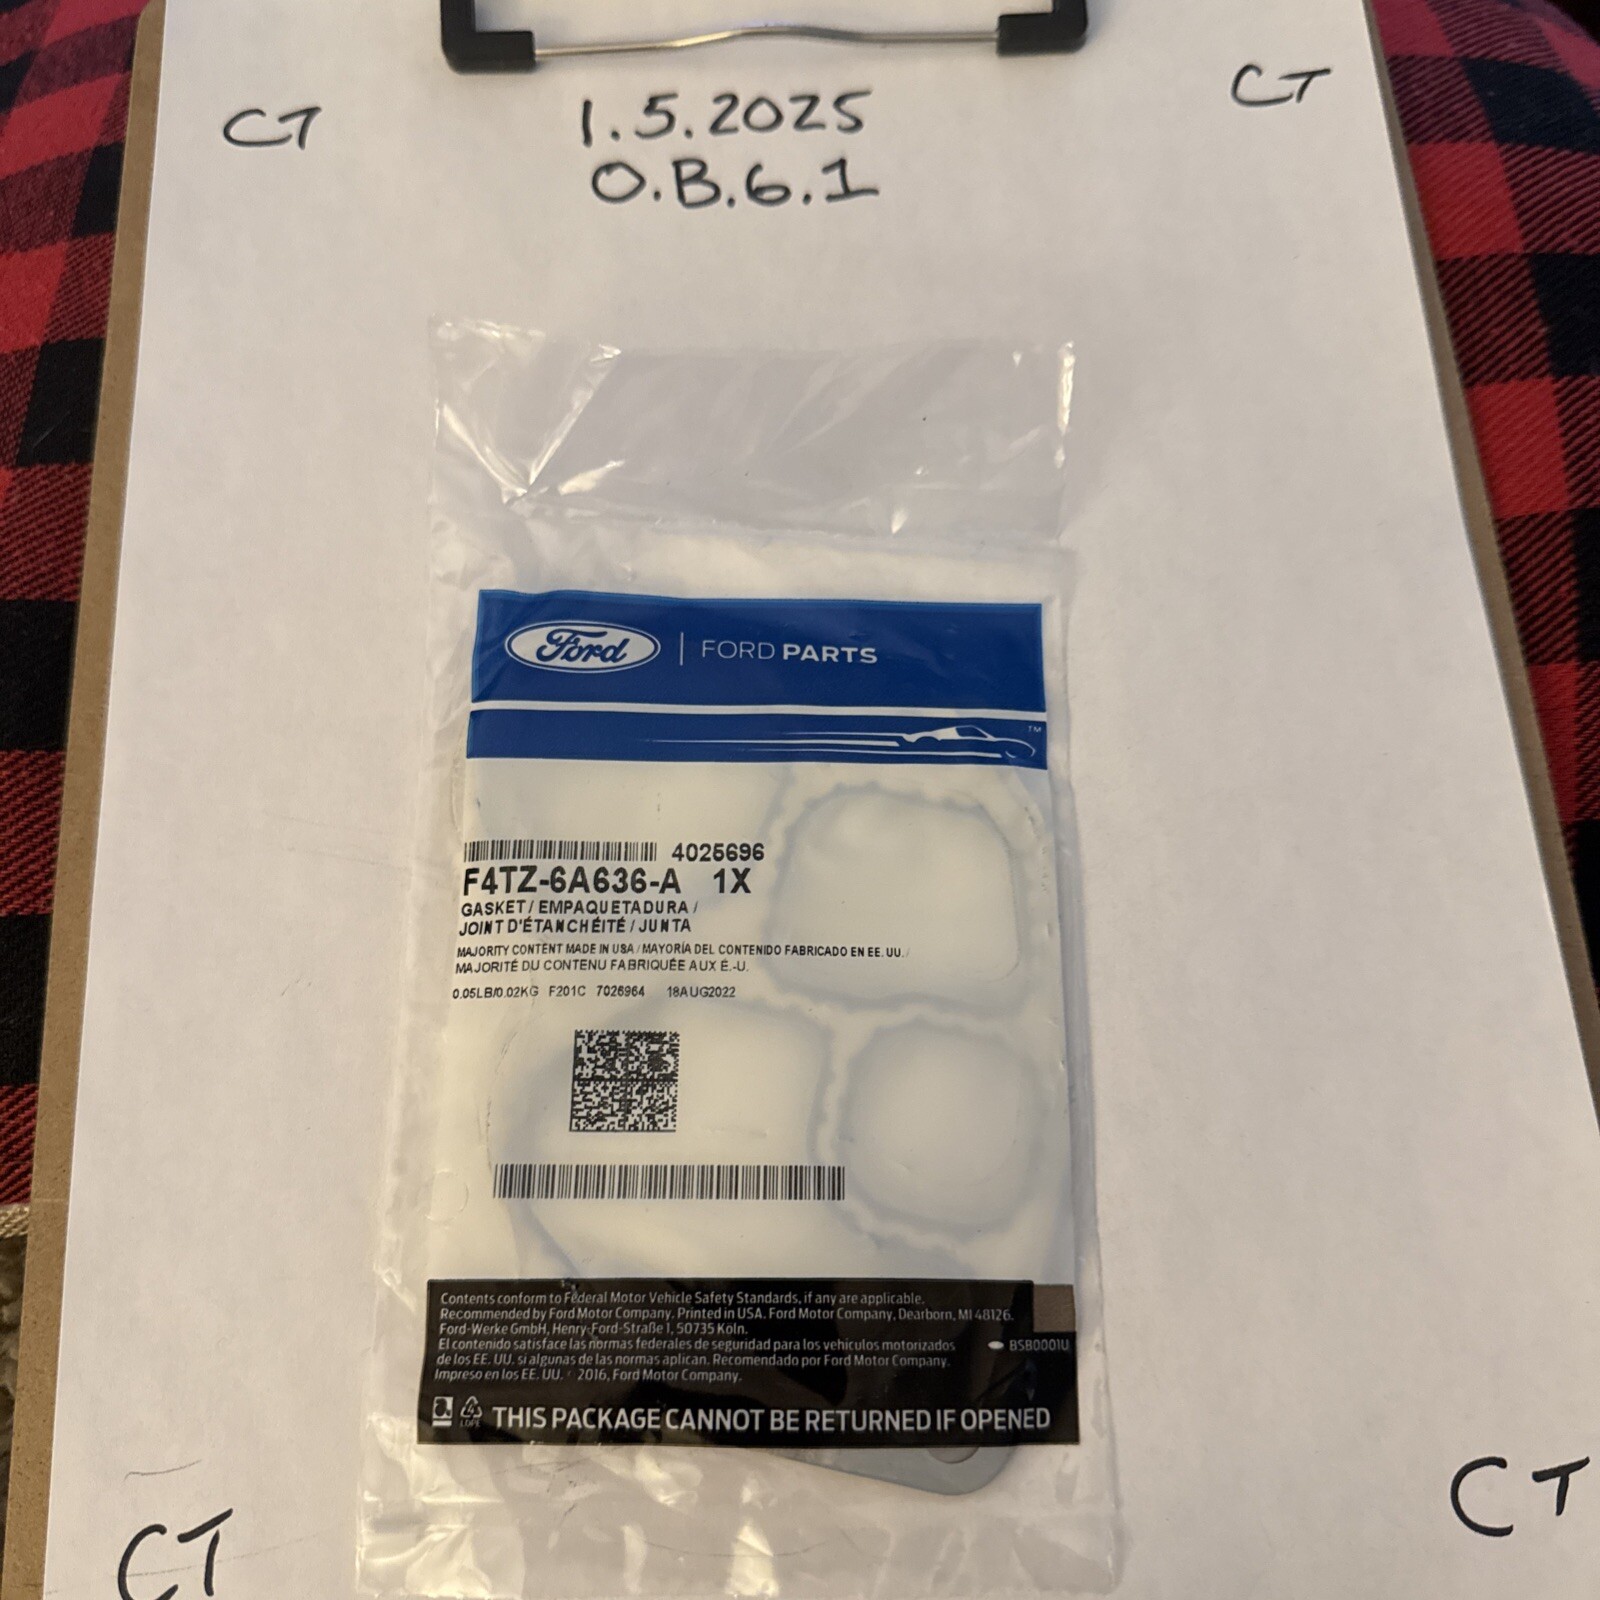 CT
1.5.2025
CT
O.B.6.1
Ford | FORD PARTS
TM
4025696
F4TZ-6A636-A 1X
GASKET / EMPAQUETADURA /
JOINT D'ÉTANCHÉITÉ / JUNTA
MAJORITY CONTENT MADE IN USA / MAYORÍA DEL CONTENIDO FABRICADO EN EE. UU. /
MAJORITÉ DU CONTENU FABRIQUÉE AUX É.-U.
0.05LB/0.02KG F201C 7026964 18AUG2022
Contents conform to Federal Motor Vehicle Safety Standards, if any are applicable.
Recommended by Ford Motor Company. Printed in USA. Ford Motor Company, Dearborn, MI 48126.
Ford-Werke GmbH, Henry-Ford-Straße 1, 50735 Köln.
El contenido satisface las normas federales de seguridad para los vehículos motorizados
de los EE. UU. si algunas de las normas aplican. Recomendado por Ford Motor Company.
Impreso en los EE. UU. 2016, Ford Motor Company.
BSB0001U
4
LDPE
THIS PACKAGE CANNOT BE RETURNED IF OPENED
CT
CT